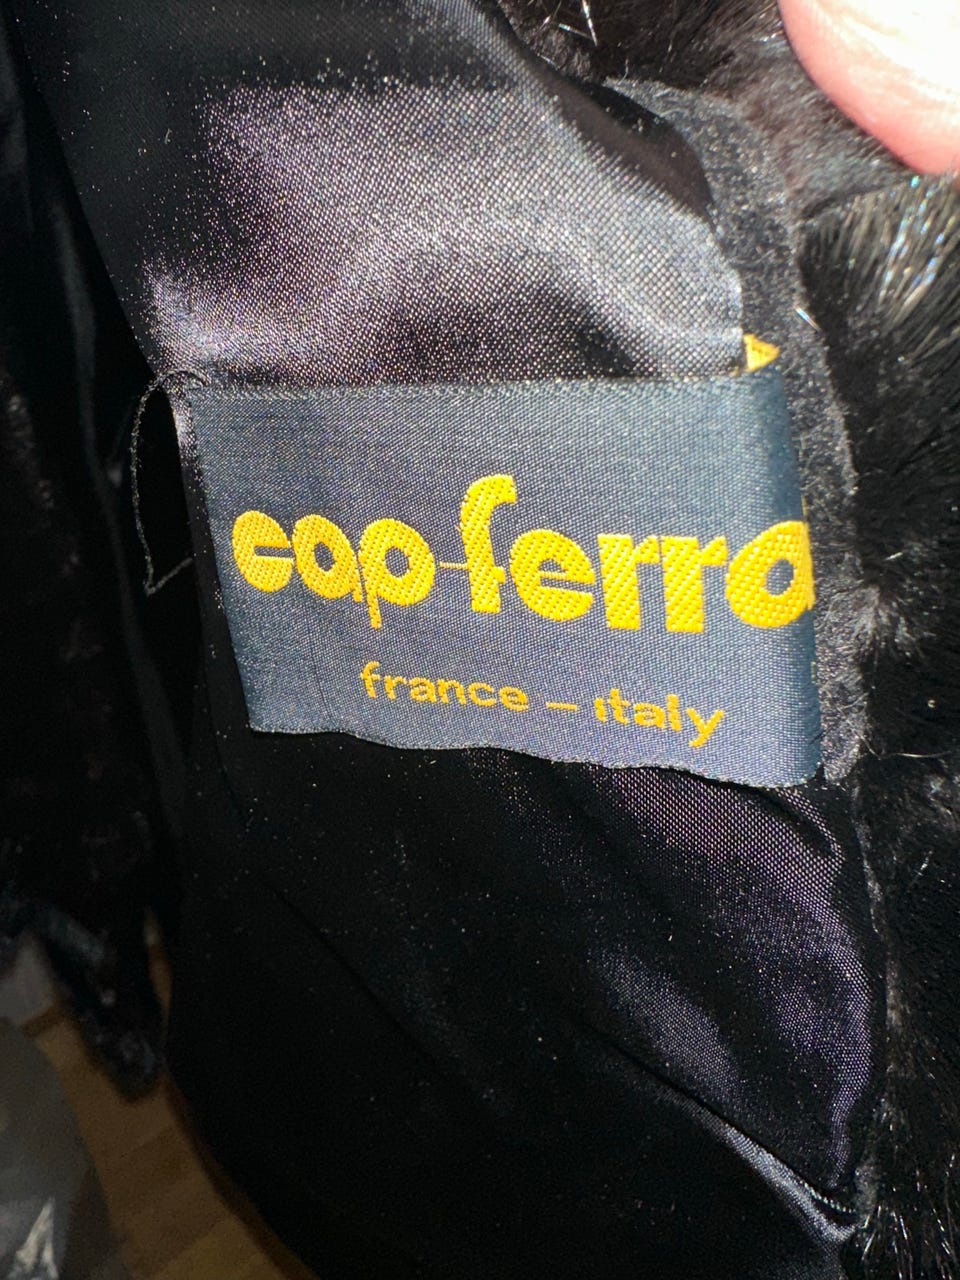 cap-ferra
france – italy